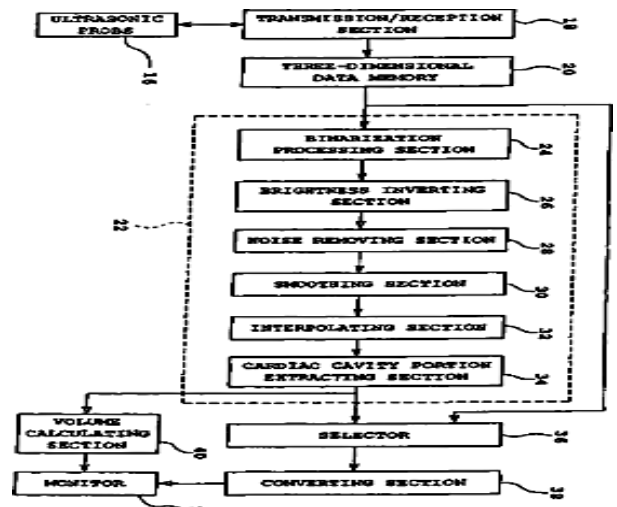 ULTRASONIC
PROBE
16
TRANSMISSION/RECEPTION
SECTION
18
THREE-DIMENSIONAL
DATA MEMORY
20
22
BINARIZATION
PROCESSING SECTION
24
BRIGHTNESS INVERTING
SECTION
26
NOISE REMOVING SECTION
28
SMOOTHING SECTION
30
INTERPOLATING SECTION
32
CARDIAC CAVITY PORTION
EXTRACTING SECTION
34
VOLUME
CALCULATING
SECTION
40
SELECTOR
36
MONITOR
CONVERTING SECTION
38